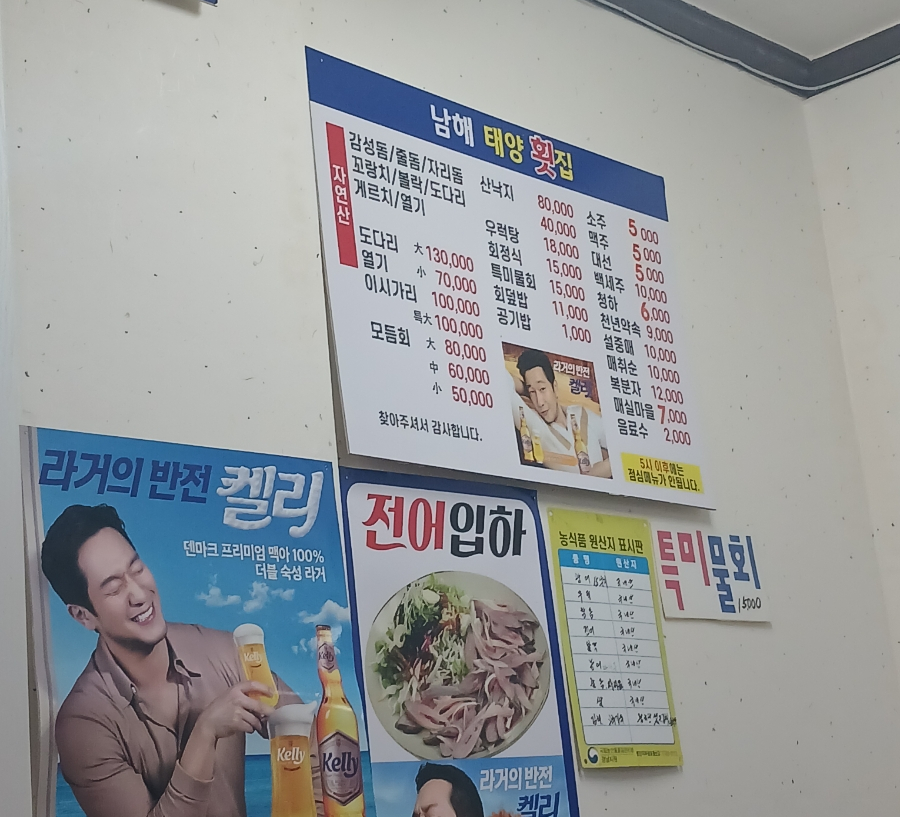 남해 태양 횟집
자연산
감성돔/줄돔/자리돔
꼬랑치/볼락/도다리
게르치/열기
도다리 大 130,000
열기 小 70,000
이시가리 100,000
모듬회 특大 100,000
大 80,000
中 60,000
小 50,000
찾아주셔서 감사합니다.
산낙지 80,000
40,000
우럭탕 18,000
회정식 15,000
특미물회 15,000
회덮밥 11,000
공기밥 1,000
라거의 반전
켈리
소주 5000
맥주 5000
대선 5000
백세주 10,000
청하 6,000
천년약속 9,000
설중매 10,000
매취순 10,000
복분자 12,000
매실마을 7,000
음료수 2,000
5시 이후에는
점심메뉴가 안됩니다.
라거의 반전 켈리
덴마크 프리미엄 맥아 100%
더블 숙성 라거
Kelly
Kelly
Kelly
전어입하
라거의 반전
켈리
농식품 원산지 표시판
품명 원산지
특미물회
15000